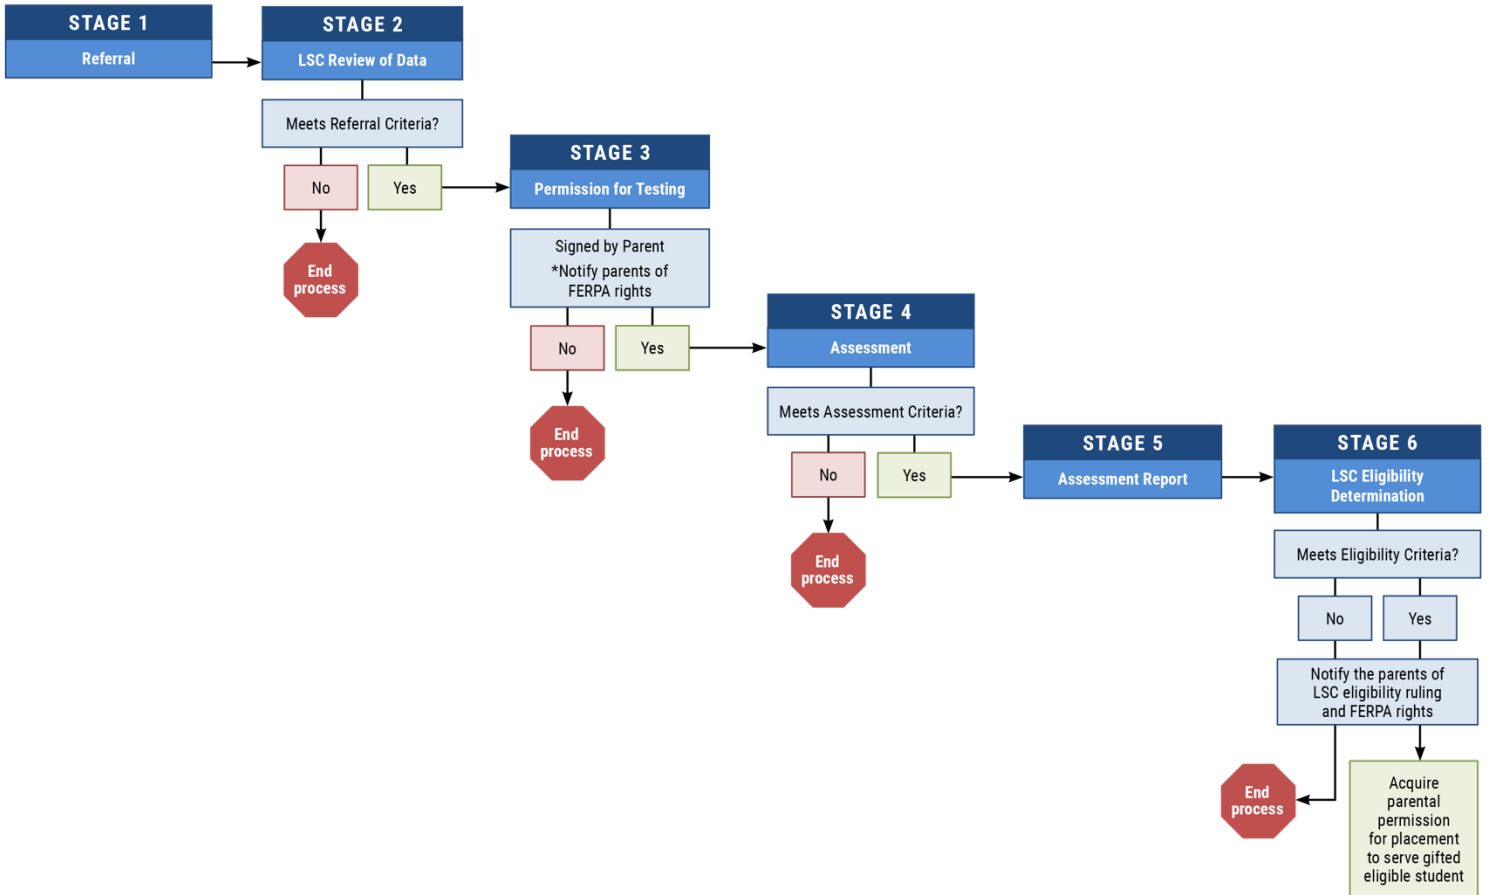 STAGE 1
Referral
STAGE 2
LSC Review of Data
Meets Referral Criteria?
No
Yes
End
process
STAGE 3
Permission for Testing
Signed by Parent
*Notify parents of
FERPA rights
No
Yes
End
process
STAGE 4
Assessment
Meets Assessment Criteria?
No
Yes
End
process
STAGE 5
Assessment Report
STAGE 6
LSC Eligibility
Determination
Meets Eligibility Criteria?
No
Yes
Notify the parents of
LSC eligibility ruling
and FERPA rights
End
process
Acquire
parental
permission
for placement
to serve gifted
eligible student